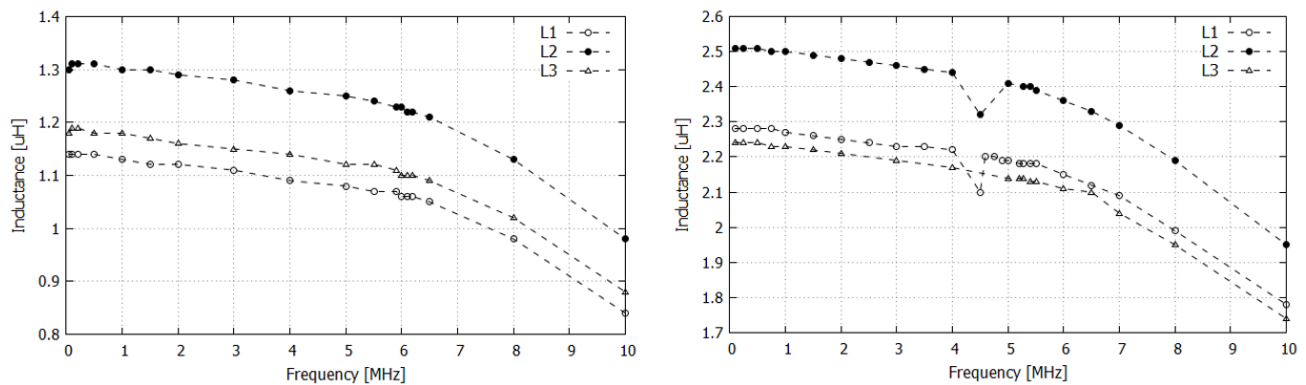 1.4
1.3
1.2
1.1
1
0.9
0.8
Inductance [uH]
L1
L2
L3
0 1 2 3 4 5 6 7 8 9 10
Frequency [MHz]
2.6
2.5
2.4
2.3
2.2
2.1
2
1.9
1.8
1.7
Inductance [uH]
L1
L2
L3
0 1 2 3 4 5 6 7 8 9 10
Frequency [MHz]